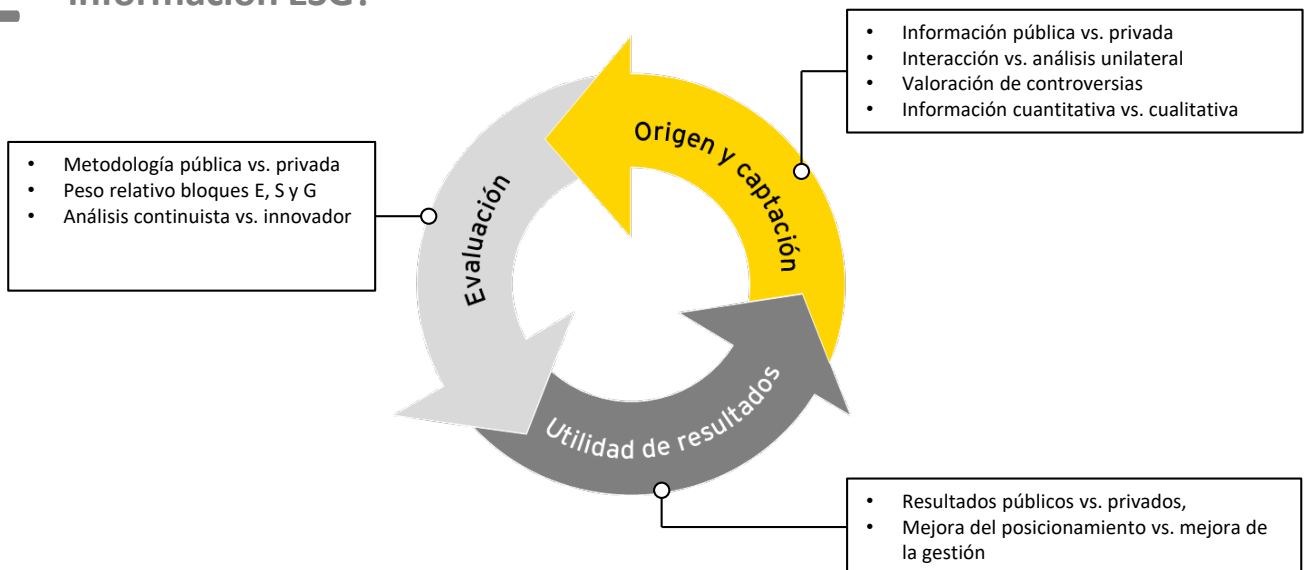 información ESG?
• Información pública vs. privada
• Interacción vs. análisis unilateral
• Valoración de controversias
• Información cuantitativa vs. cualitativa
Origen y captación
• Metodología pública vs. privada
• Peso relativo bloques E, S y G
• Análisis continuista vs. innovador
Evaluación
Utilidad de resultados
• Resultados públicos vs. privados,
• Mejora del posicionamiento vs. mejora de
la gestión